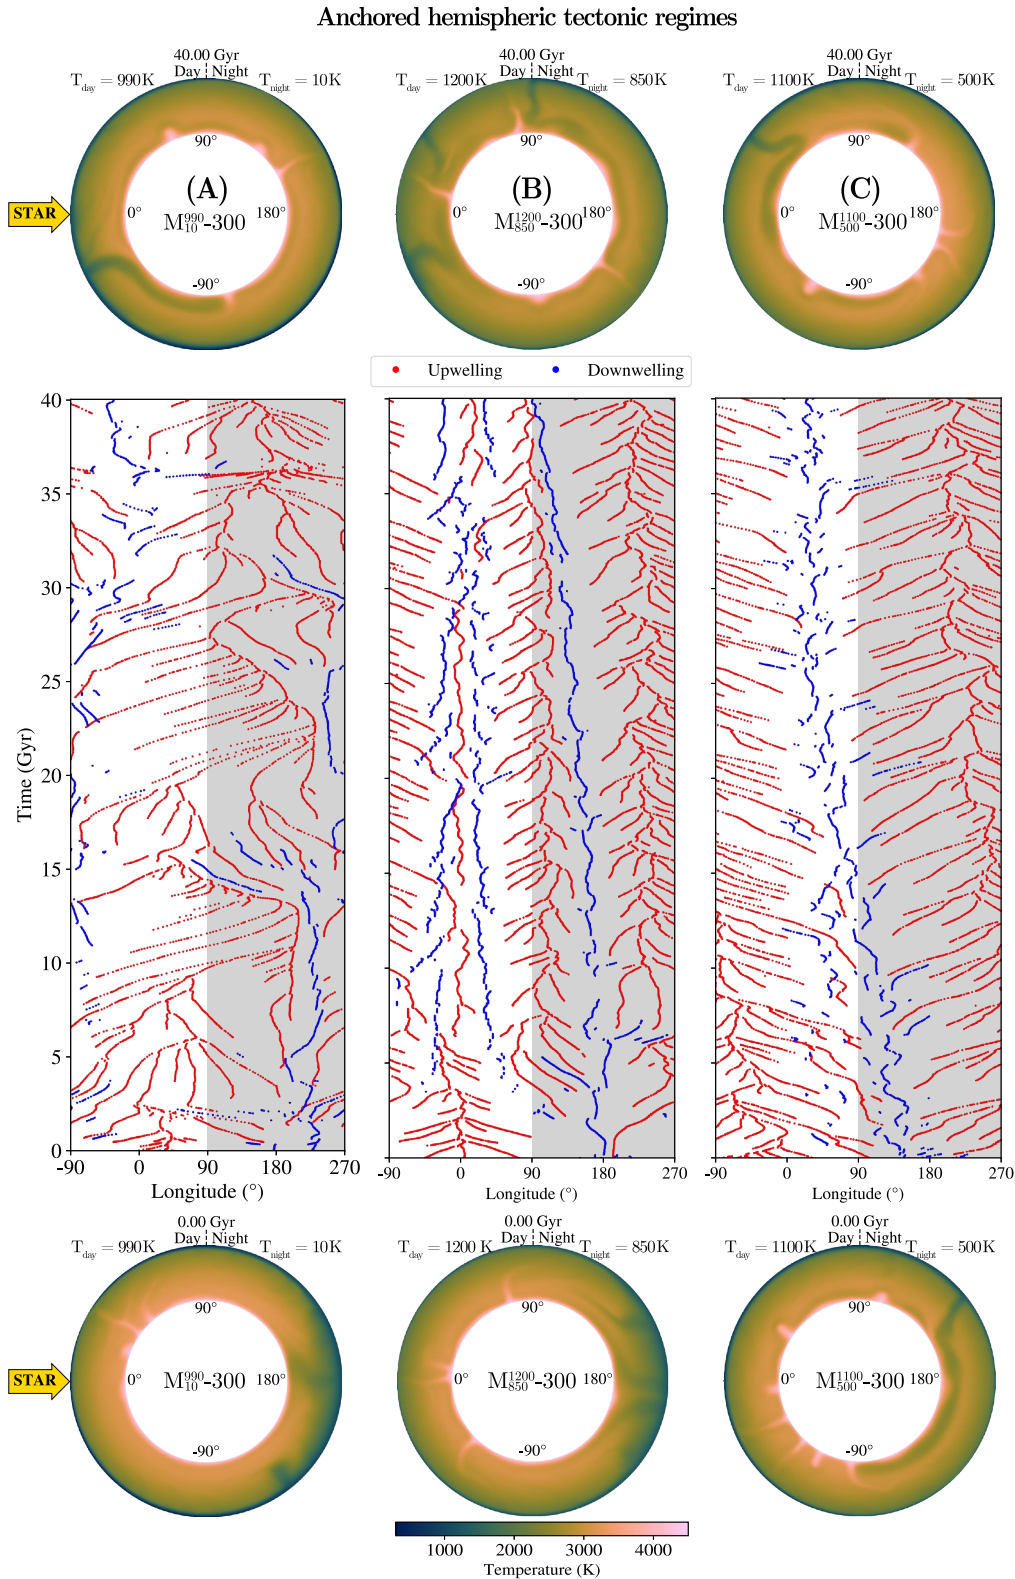 Anchored hemispheric tectonic regimes
40.00 Gyr 40.00 Gyr 40.00 Gyr
Day Night Day Night Day Night
T_day = 990K T_night = 10K T_day = 1200K T_night = 850K T_day = 1100K T_night = 500K
90° 90° 90°
(A) (B) (C)
STAR 0° M^990_10-300 180° 0° M^1200_850-300 180° 0° M^1100_500-300 180°
-90° -90° -90°
Upwelling Downwelling
40
35
30
25
20
15
10
5
0
Time (Gyr)
-90 0 90 180 270 -90 0 90 180 270 -90 0 90 180 270
Longitude (°) Longitude (°) Longitude (°)
0.00 Gyr 0.00 Gyr 0.00 Gyr
Day Night Day Night Day Night
T_day = 990K T_night = 10K T_day = 1200 K T_night = 850K T_day = 1100K T_night = 500K
90° 90° 90°
STAR 0° M^990_10-300 180° 0° M^1200_850-300 180° 0° M^1100_500-300 180°
-90° -90° -90°
1000 2000 3000 4000
Temperature (K)